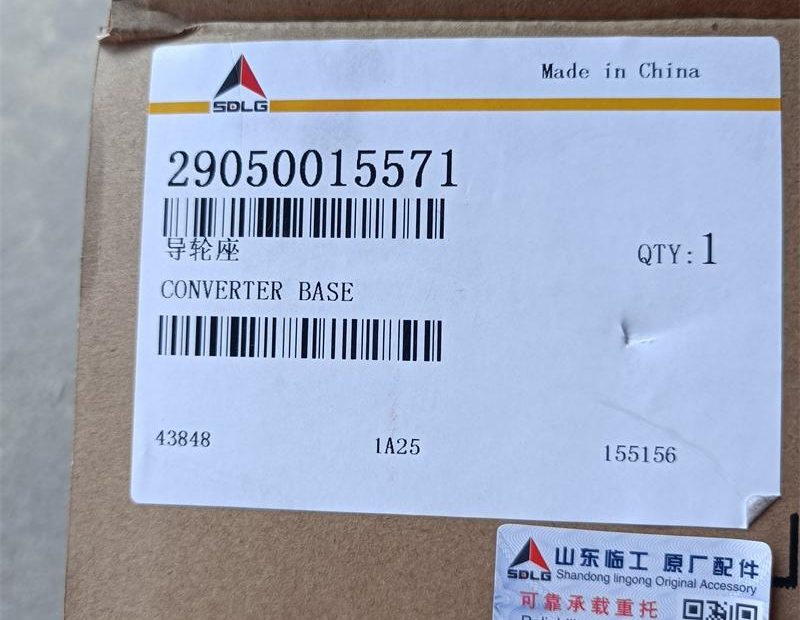 SDLG
Made in China
29050015571
导轮座
QTY:1
CONVERTER BASE
43848
1A25
155156
SDLG
山东临工 原厂配件
Shandong lingong Original Accessory
可靠承载重托